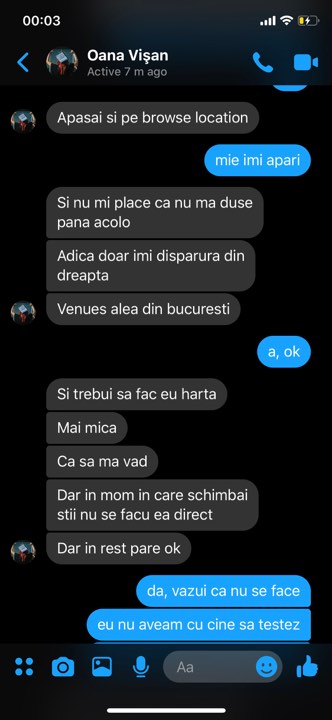 00:03
Oana Vişan
Active 7 m ago
Apasai si pe browse location
mie imi apari
Si nu mi place ca nu ma duse
pana acolo
Adica doar imi disparura din
dreapta
Venues alea din bucuresti
a, ok
Si trebui sa fac eu harta
Mai mica
Ca sa ma vad
Dar in mom in care schimbai
stii nu se facu ea direct
Dar in rest pare ok
da, vazui ca nu se face
eu nu aveam cu cine sa testez
Aa